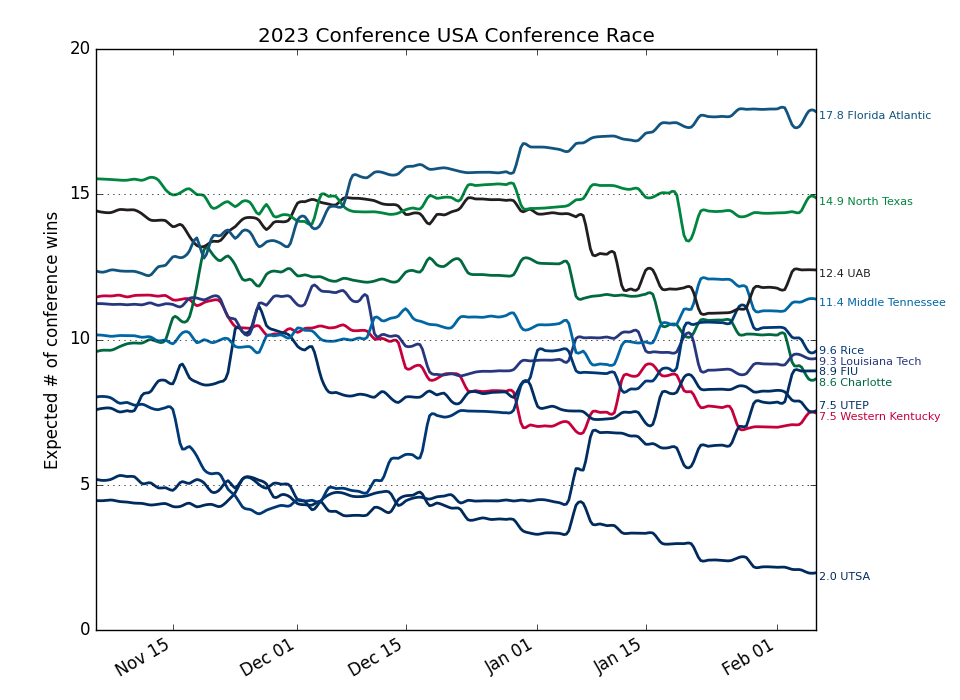 2023 Conference USA Conference Race
Expected # of conference wins
20
15
10
5
0
Nov 15
Dec 01
Dec 15
Jan 01
Jan 15
Feb 01
17.8 Florida Atlantic
14.9 North Texas
12.4 UAB
11.4 Middle Tennessee
9.6 Rice
9.3 Louisiana Tech
8.9 FIU
8.6 Charlotte
7.5 UTEP
7.5 Western Kentucky
2.0 UTSA